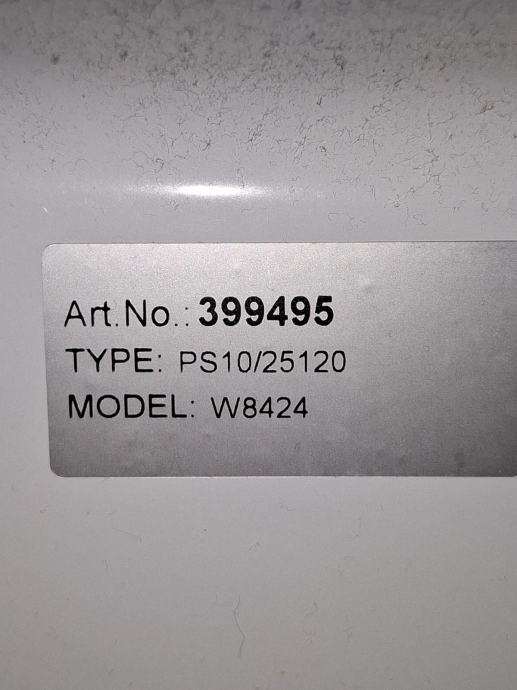 Art.No.: 399495
TYPE: PS10/25120
MODEL: W8424